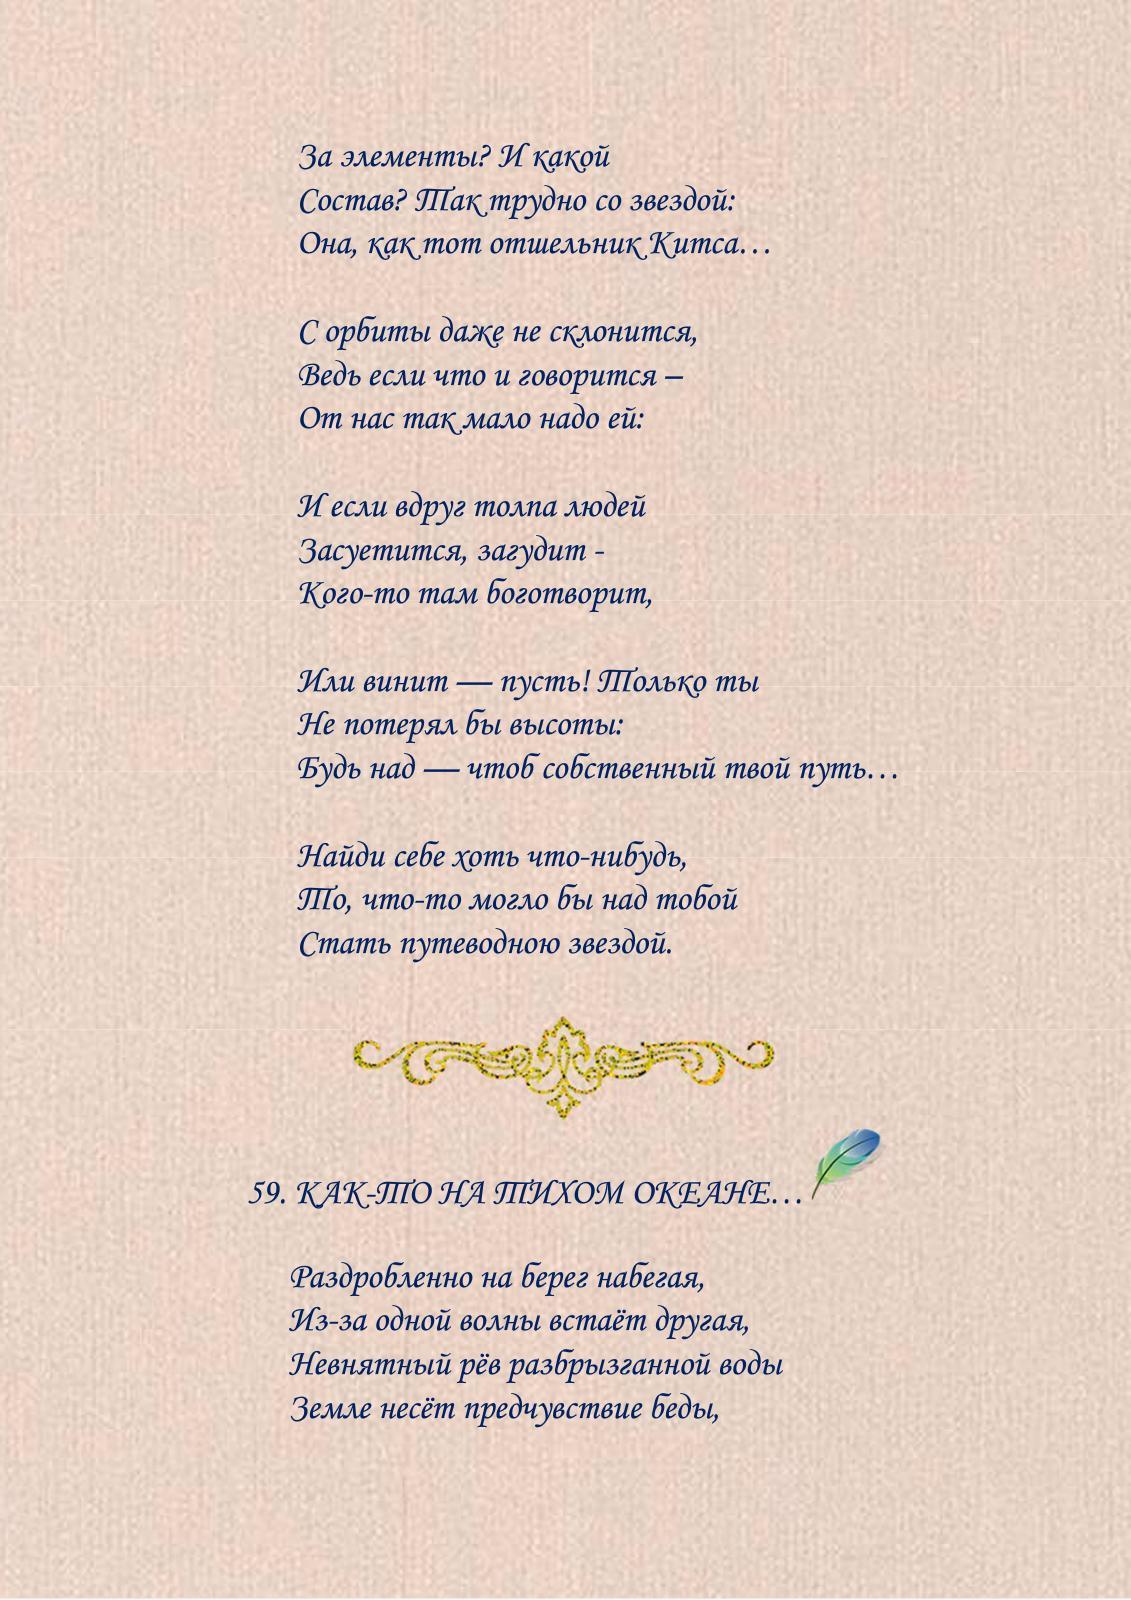 За элементы? И какой
Состав? Так трудно со звездой:
Она, как тот отшельник Китса…
С орбиты даже не склонится,
Ведь если что и говорится –
От нас так мало надо ей:
И если вдруг толпа людей
Засуетится, загудит -
Кого-то там боготворит,
Или винит — пусть! Только ты
Не потерял бы высоты:
Будь над — чтоб собственный твой путь…
Найди себе хоть что-нибудь,
То, что-то могло бы над тобой
Стать путеводною звездой.
59. КАК-ТО НА ТИХОМ ОКЕАНЕ…
Раздробленно на берег набегая,
Из-за одной волны встаёт другая,
Невнятный рёв разбрызганной воды
Земле несёт предчувствие беды,